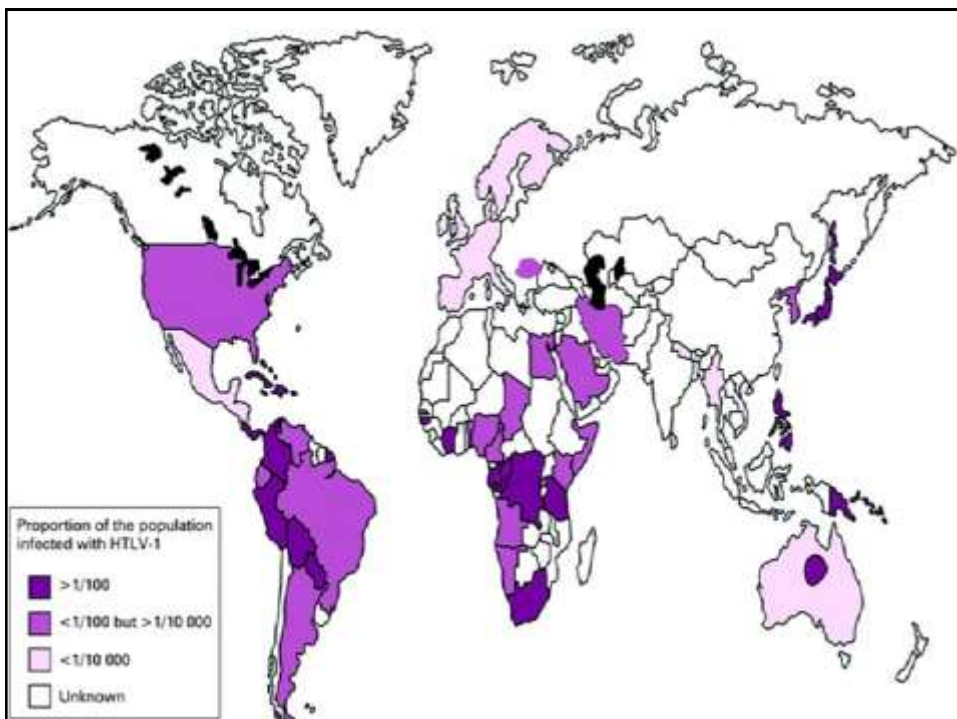 Proportion of the population
infected with HTLV-1
>1/100
<1/100 but >1/10 000
<1/10 000
Unknown